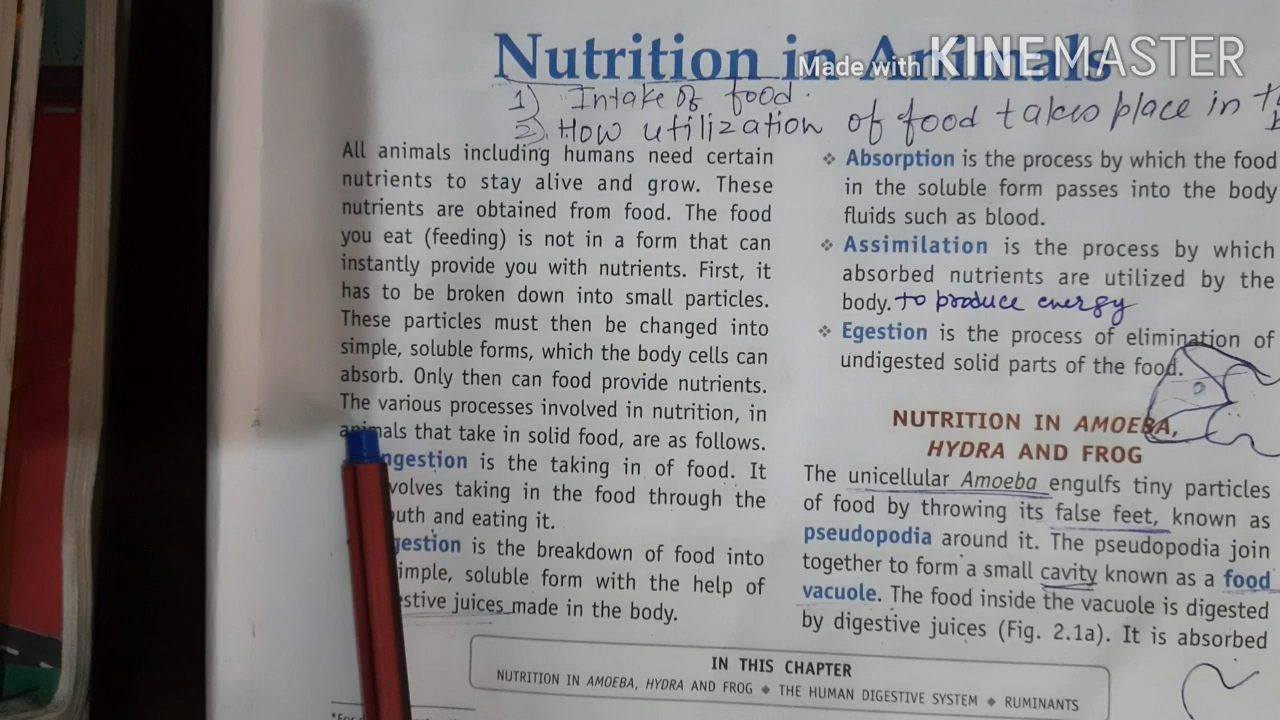 Nutrition in Animals
Made with KINEMASTER
1) Intake of food.
2) How utilization of food takes place in
All animals including humans need certain
nutrients to stay alive and grow. These
nutrients are obtained from food. The food
you eat (feeding) is not in a form that can
instantly provide you with nutrients. First, it
has to be broken down into small particles.
These particles must then be changed into
simple, soluble forms, which the body cells can
absorb. Only then can food provide nutrients.
The various processes involved in nutrition, in
animals that take in solid food, are as follows.
ngestion is the taking in of food. It
volves taking in the food through the
outh and eating it.
gestion is the breakdown of food into
imple, soluble form with the help of
estive juices made in the body.
❖ Absorption is the process by which the food
in the soluble form passes into the body
fluids such as blood.
❖ Assimilation is the process by which
absorbed nutrients are utilized by the
body. to produce energy
❖ Egestion is the process of elimination of
undigested solid parts of the food.
NUTRITION IN AMOEBA,
HYDRA AND FROG
The unicellular Amoeba engulfs tiny particles
of food by throwing its false feet, known as
pseudopodia around it. The pseudopodia join
together to form a small cavity known as a food
vacuole. The food inside the vacuole is digested
by digestive juices (Fig. 2.1a). It is absorbed
IN THIS CHAPTER
NUTRITION IN AMOEBA, HYDRA AND FROG ◆ THE HUMAN DIGESTIVE SYSTEM ◆ RUMINANTS